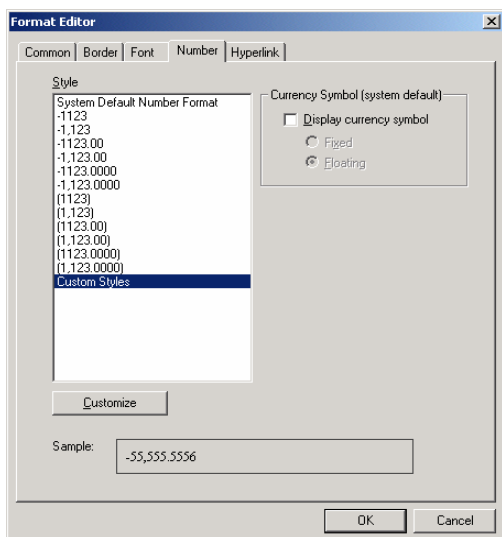 Format Editor
Common Border Font Number Hyperlink
Style
System Default Number Format
-1123
-1,123
-1123.00
-1,123.00
-1123.0000
-1,123.0000
(1123)
(1,123)
(1123.00)
(1,123.00)
(1123.0000)
(1,123.0000)
Custom Styles
Currency Symbol (system default)
Display currency symbol
Fixed
Floating
Customize
Sample:
-55,555.5556
OK Cancel